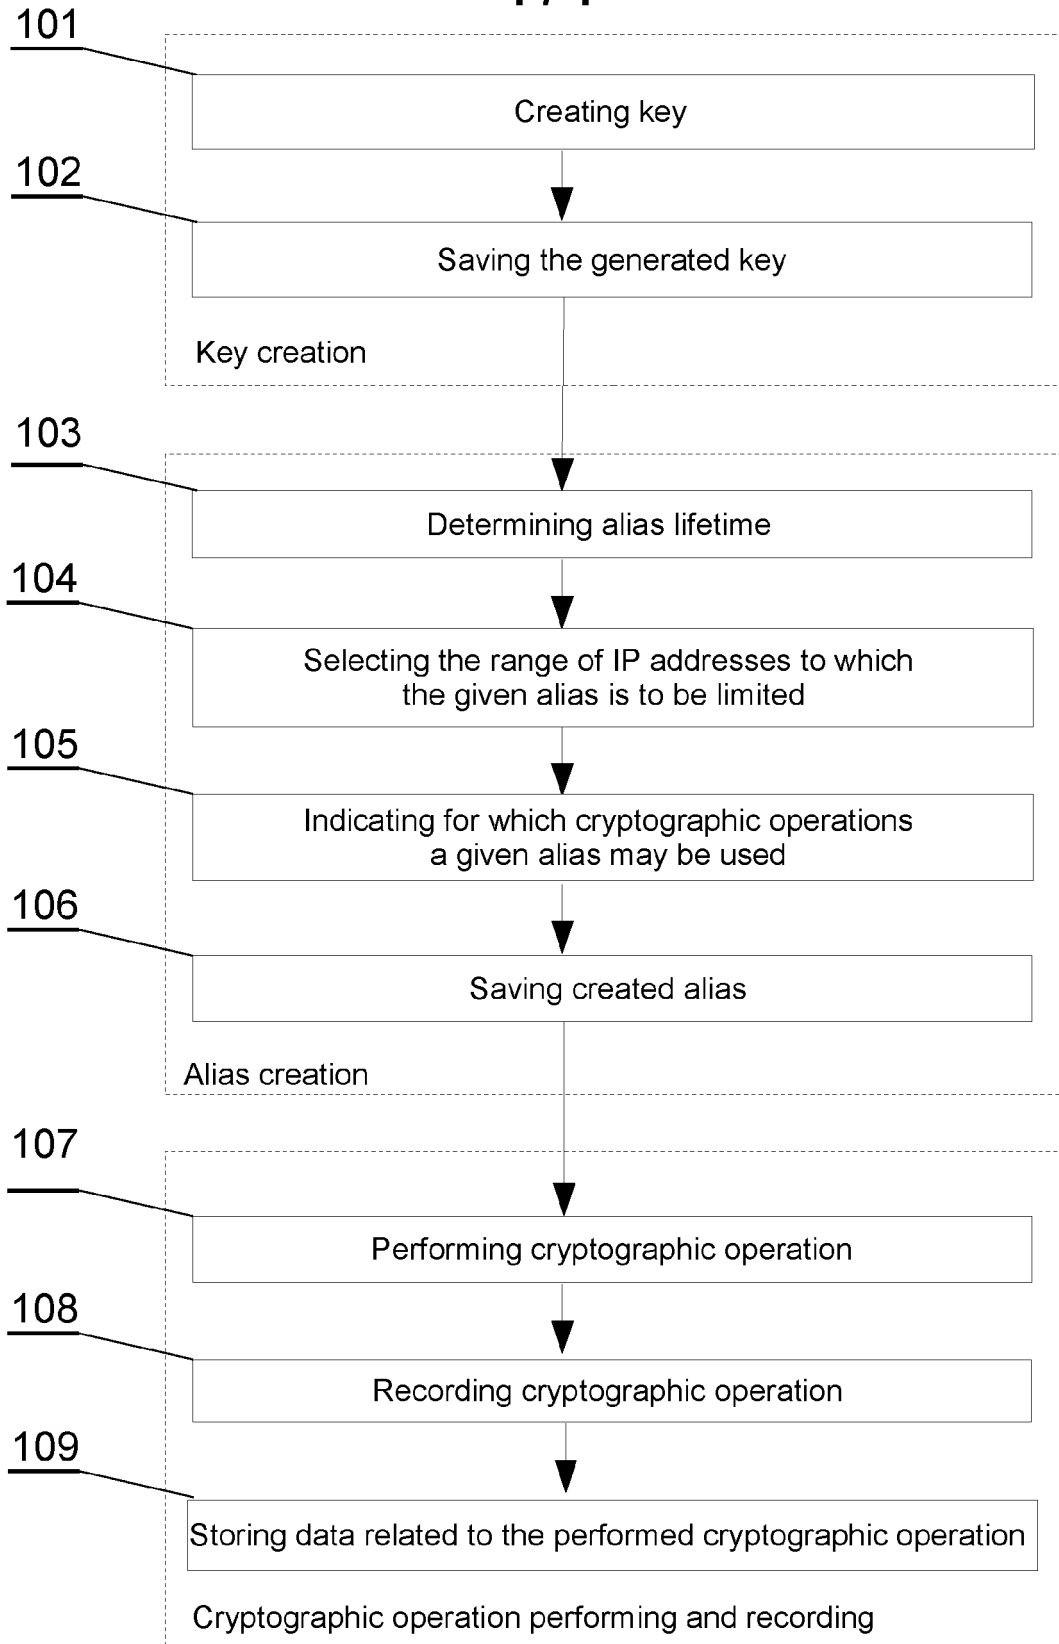 101
Creating key
102
Saving the generated key
Key creation
103
Determining alias lifetime
104
Selecting the range of IP addresses to which
the given alias is to be limited
105
Indicating for which cryptographic operations
a given alias may be used
106
Saving created alias
Alias creation
107
Performing cryptographic operation
108
Recording cryptographic operation
109
Storing data related to the performed cryptographic operation
Cryptographic operation performing and recording